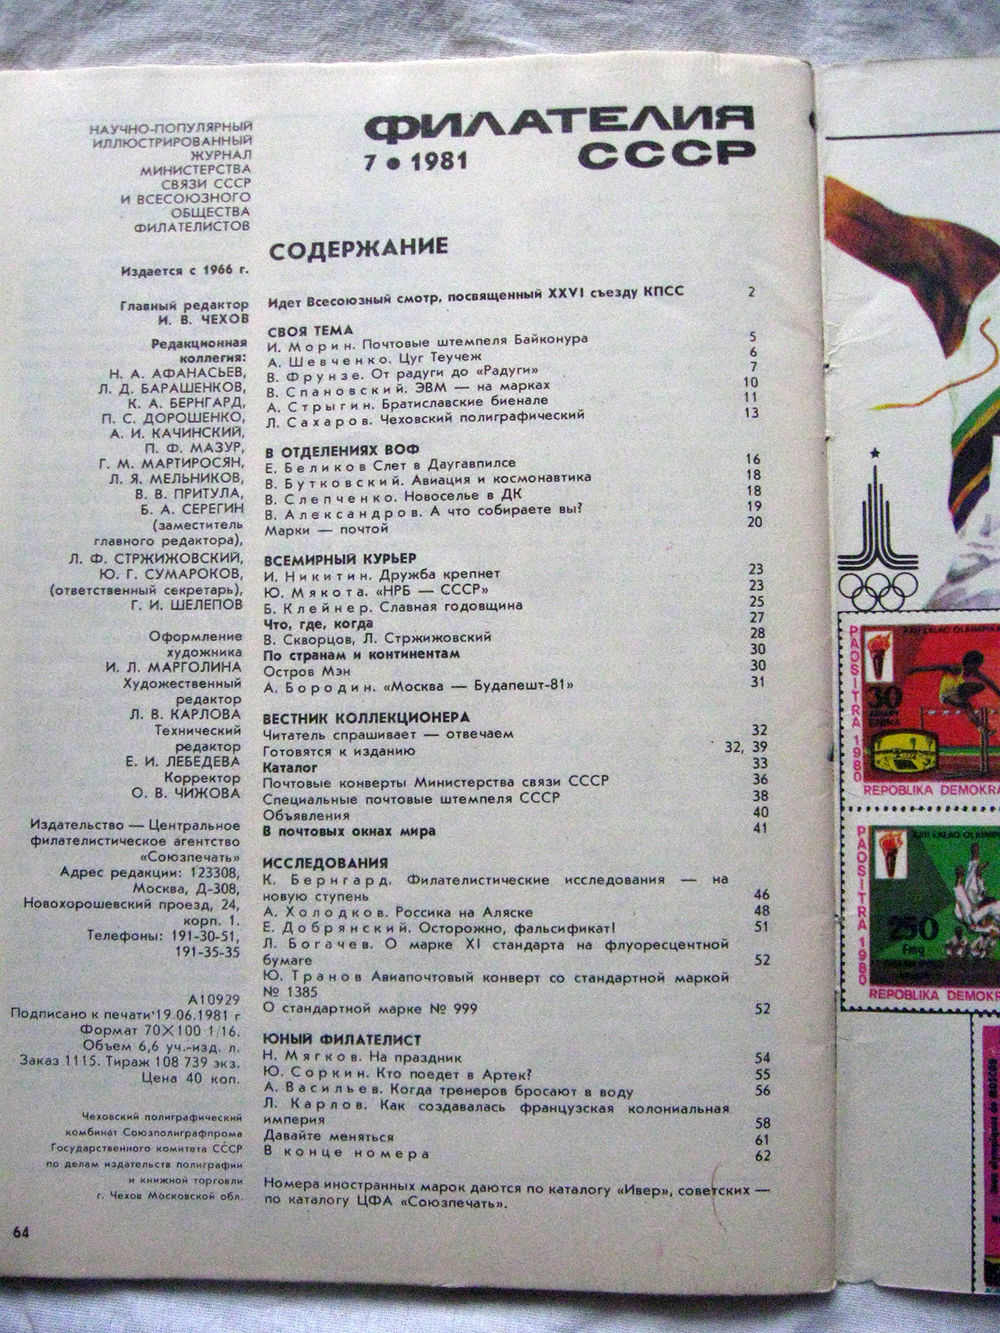 НАУЧНО-ПОПУЛЯРНЫЙ
ИЛЛЮСТРИРОВАННЫЙ
ЖУРНАЛ
МИНИСТЕРСТВА
СВЯЗИ СССР
И ВСЕСОЮЗНОГО
ОБЩЕСТВА
ФИЛАТЕЛИСТОВ
Издается с 1966 г.
Главный редактор
И. В. ЧЕХОВ
Редакционная
коллегия:
Н. А. АФАНАСЬЕВ,
Л. Д. БАРАШЕНКОВ,
К. А. БЕРНГАРД,
П. С. ДОРОШЕНКО,
А. И. КАЧИНСКИЙ,
П. Ф. МАЗУР,
Г. М. МАРТИРОСЯН,
Л. Я. МЕЛЬНИКОВ,
В. В. ПРИТУЛА,
Б. А. СЕРЕГИН
(заместитель
главного редактора),
Л. Ф. СТРЖИЖОВСКИЙ,
Ю. Г. СУМАРОКОВ,
(ответственный секретарь),
Г. И. ШЕЛЕПОВ
Оформление
художника
И. Л. МАРГОЛИНА
Художественный
редактор
Л. В. КАРЛОВА
Технический
редактор
Е. И. ЛЕБЕДЕВА
Корректор
О. В. ЧИЖОВА
Издательство — Центральное
филателистическое агентство
«Союзпечать»
Адрес редакции: 123308,
Москва, Д-308,
Новохорошевский проезд, 24,
корп. 1.
Телефоны: 191-30-51,
191-35-35
А10929
Подписано к печати 19.06.1981 г
Формат 70×100 1/16.
Объем 6,6 уч.-изд. л.
Заказ 1115. Тираж 108 739 экз.
Цена 40 коп.
Чеховский полиграфический
комбинат Союзполиграфпрома
Государственного комитета СССР
по делам издательств полиграфии
и книжной торговли
г. Чехов Московской обл.
64
ФИЛАТЕЛИЯ
СССР
7 ● 1981
СОДЕРЖАНИЕ
Идет Всесоюзный смотр, посвященный XXVI съезду КПСС 2
СВОЯ ТЕМА
И. Морин. Почтовые штемпеля Байконура 5
А. Шевченко. Цуг Теучеж 6
В. Фрунзе. От радуги до «Радуги» 7
В. Спановский. ЭВМ — на марках 10
А. Стрыгин. Братиславские биенале 11
Л. Сахаров. Чеховский полиграфический 13
В ОТДЕЛЕНИЯХ ВОФ
Е. Беликов Слет в Даугавпилсе 16
В. Бутковский. Авиация и космонавтика 18
В. Слепченко. Новоселье в ДК 18
В. Александров. А что собираете вы? 19
Марки — почтой 20
ВСЕМИРНЫЙ КУРЬЕР
И. Никитин. Дружба крепнет 23
Ю. Мякота. «НРБ — СССР» 23
Б. Клейнер. Славная годовщина 25
Что, где, когда 27
В. Скворцов, Л. Стржижовский 28
По странам и континентам 30
Остров Мэн 30
А. Бородин. «Москва — Будапешт-81» 31
ВЕСТНИК КОЛЛЕКЦИОНЕРА
Читатель спрашивает — отвечаем 32
Готовятся к изданию 32, 39
Каталог 33
Почтовые конверты Министерства связи СССР 36
Специальные почтовые штемпеля СССР 38
Объявления 40
В почтовых окнах мира 41
ИССЛЕДОВАНИЯ
К. Бернгард. Филателистические исследования — на
новую ступень 46
А. Холодков. Россика на Аляске 48
Е. Добрянский. Осторожно, фальсификат! 51
Л. Богачев. О марке XI стандарта на флуоресцентной
бумаге 52
Ю. Транов Авиапочтовый конверт со стандартной маркой
№ 1385
О стандартной марке № 999 52
ЮНЫЙ ФИЛАТЕЛИСТ
Н. Мягков. На праздник 54
Ю. Соркин. Кто поедет в Артек? 55
А. Васильев. Когда тренеров бросают в воду 56
Л. Карлов. Как создавалась французская колониальная
империя 58
Давайте меняться 61
В конце номера 62
Номера иностранных марок даются по каталогу «Ивер», советских —
по каталогу ЦФА «Союзпечать».
PAOSITRA 1980
XXII LALAO OLAIMPIKA
30
ARIARY
REPOBLIKA DEMOKRA
PAOSITRA 1980
XXII LALAO OLAIMPIKA
250
Fmg
REPOBLIKA DEMOKRA